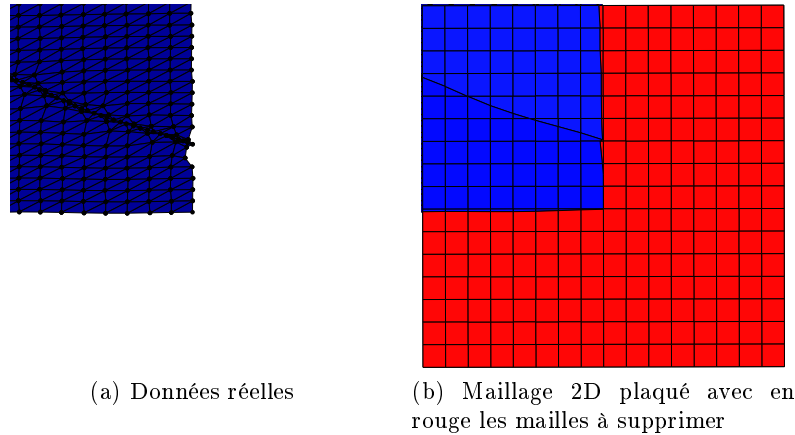 (a) Données réelles
(b) Maillage 2D plaqué avec en
rouge les mailles à supprimer